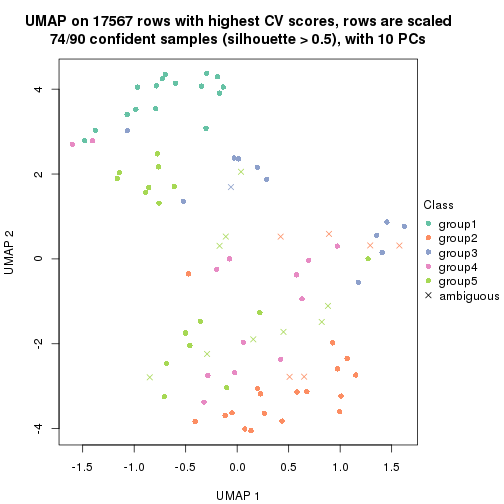 UMAP on 17567 rows with highest CV scores, rows are scaled
74/90 confident samples (silhouette > 0.5), with 10 PCs
4
2
0
-2
-4
UMAP 2
-1.5
-1.0
-0.5
0.0
0.5
1.0
1.5
UMAP 1
Class
group1
group2
group3
group4
group5
ambiguous